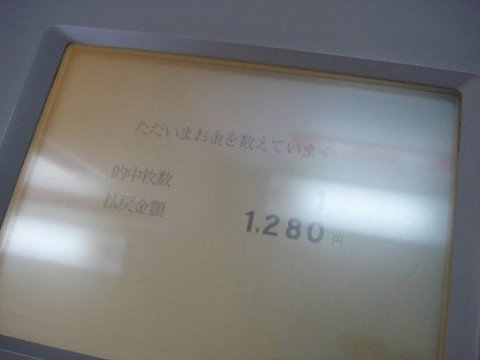 ただいまお金を数えています
的中枚数 1
払戻金額 1,280円